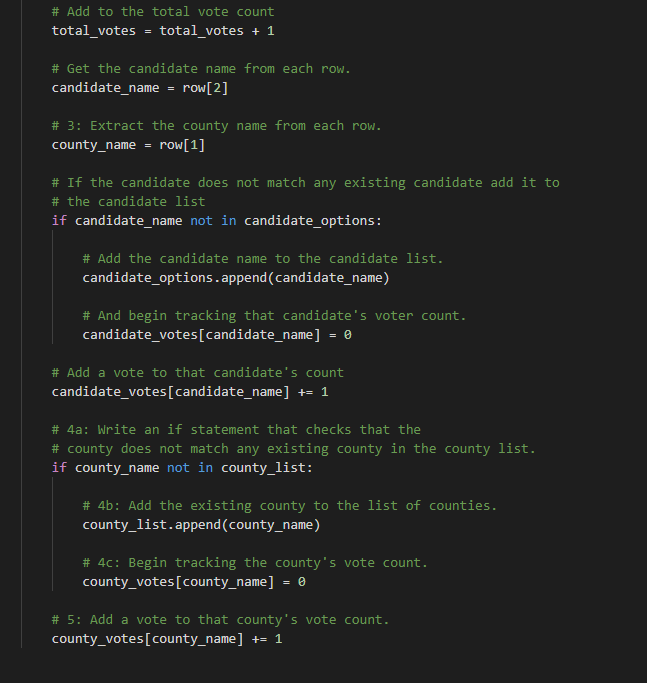 # Add to the total vote count
total_votes = total_votes + 1
# Get the candidate name from each row.
candidate_name = row[2]
# 3: Extract the county name from each row.
county_name = row[1]
# If the candidate does not match any existing candidate add it to
# the candidate list
if candidate_name not in candidate_options:
# Add the candidate name to the candidate list.
candidate_options.append(candidate_name)
# And begin tracking that candidate's voter count.
candidate_votes[candidate_name] = 0
# Add a vote to that candidate's count
candidate_votes[candidate_name] += 1
# 4a: Write an if statement that checks that the
# county does not match any existing county in the county list.
if county_name not in county_list:
# 4b: Add the existing county to the list of counties.
county_list.append(county_name)
# 4c: Begin tracking the county's vote count.
county_votes[county_name] = 0
# 5: Add a vote to that county's vote count.
county_votes[county_name] += 1